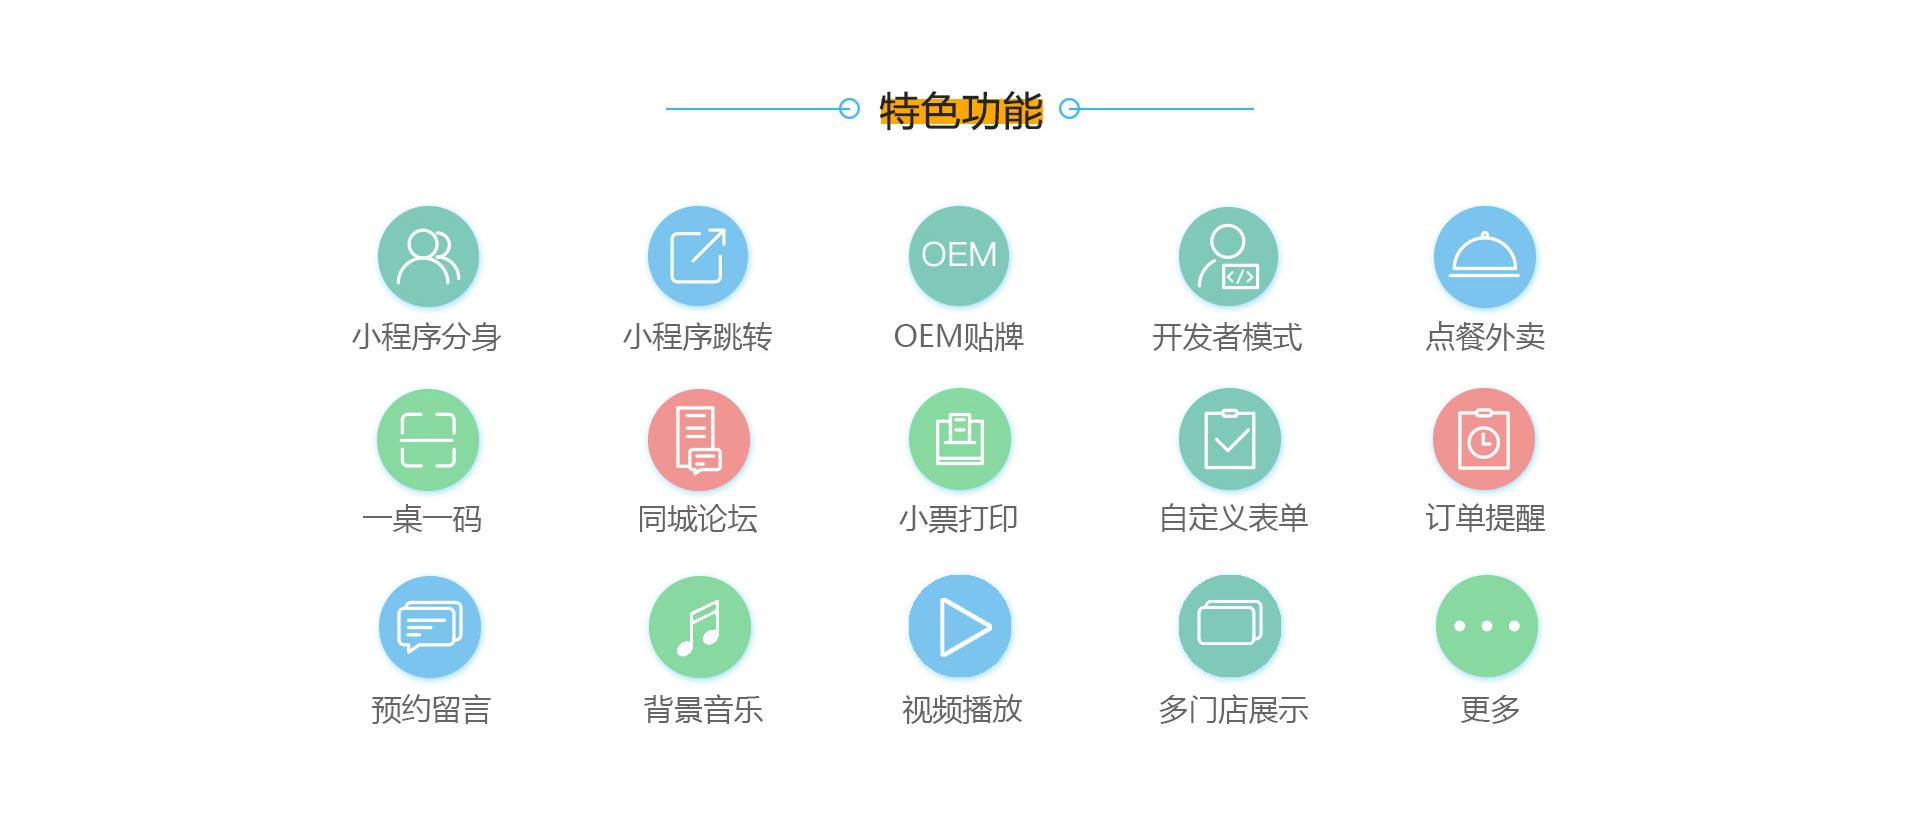 特色功能
OEM
小程序分身 小程序跳转 OEM贴牌 开发者模式 点餐外卖
一桌一码 同城论坛 小票打印 自定义表单 订单提醒
预约留言 背景音乐 视频播放 多门店展示 更多